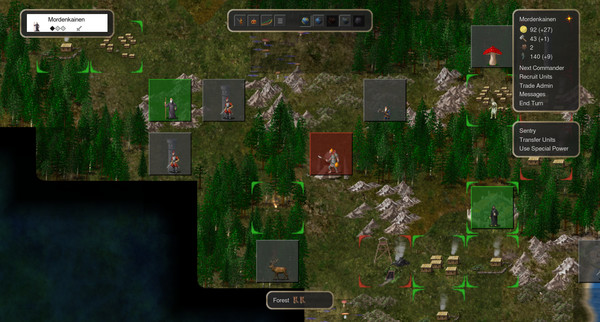 Mordenkainen
Mordenkainen
92 (+27)
43 (+1)
2
140 (+9)
Next Commander
Recruit Units
Trade Admin
Messages
End Turn
Sentry
Transfer Units
Use Special Power
Forest